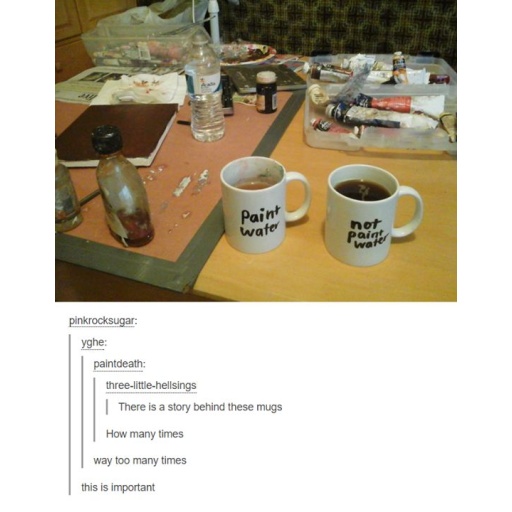 Paint
water
not
paint
water
pinkrocksugar:
yghe:
paintdeath:
three-little-hellsings
There is a story behind these mugs
How many times
way too many times
this is important